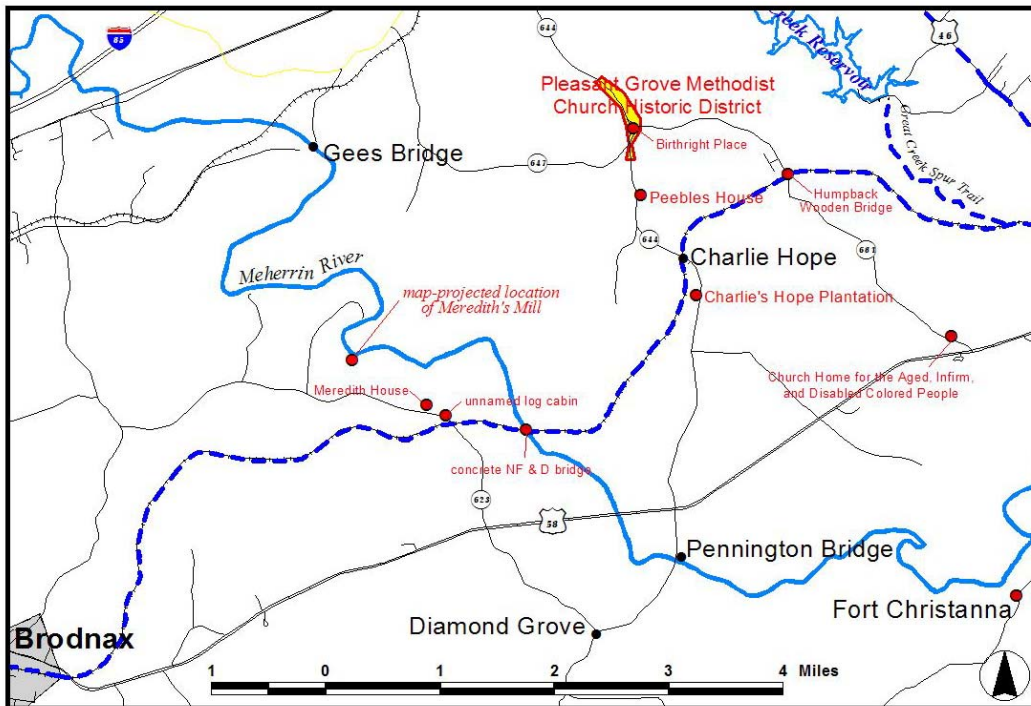 85
644
46
Creek Reservoir
Pleasant Grove Methodist
Church Historic District
Birthright Place
Great Creek Spur Trail
Gees Bridge
647
Humpback
Wooden Bridge
Peebles House
644
681
Charlie Hope
Meherrin River
map-projected location
of Meredith's Mill
Charlie's Hope Plantation
Church Home for the Aged, Infirm,
and Disabled Colored People
Meredith House
unnamed log cabin
concrete NF & D bridge
623
58
Pennington Bridge
Fort Christanna
Diamond Grove
Brodnax
1 0 1 2 3 4 Miles